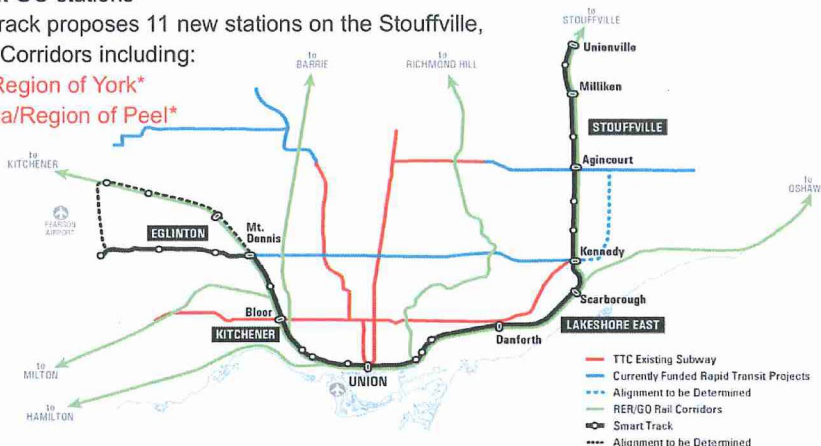 track proposes 11 new stations on the Stouffville,
Corridors including:
Region of York*
a/Region of Peel*
to
STOUFFVILLE
Unionville
to
BARRIE
to
RICHMOND HILL
Milliken
STOUFFVILLE
to
KITCHENER
Agincourt
to
OSHAW
PEARSON
AIRPORT
EGLINTON
Mt.
Dennis
Kennedy
Bloor
Scarborough
KITCHENER
LAKESHORE EAST
Danforth
to
MILTON
UNION
to
HAMILTON
TTC Existing Subway
Currently Funded Rapid Transit Projects
Alignment to be Determined
RER/GO Rail Corridors
Smart Track
Alignment to be Determined